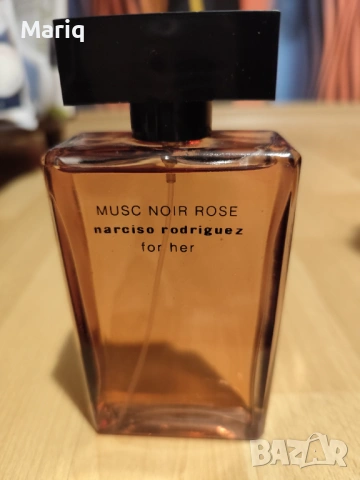 Mariq
MUSC NOIR ROSE
narciso rodriguez
for her
BAZAR